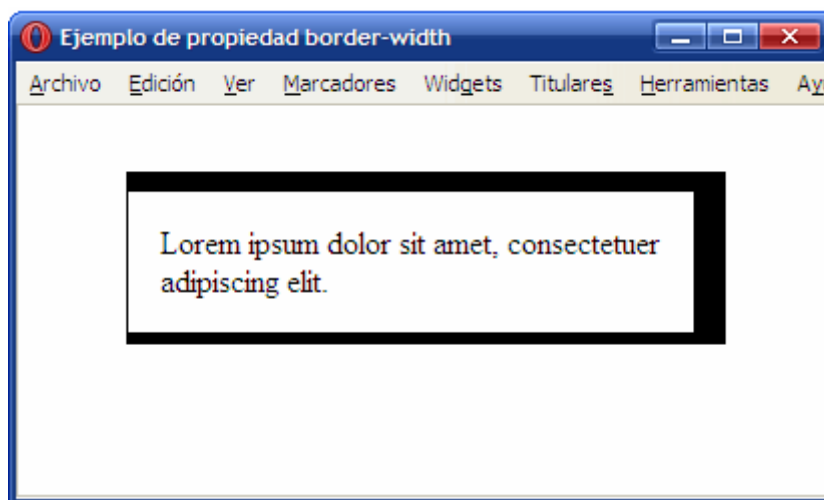 Ejemplo de propiedad border-width
Archivo Edición Ver Marcadores Widgets Titulares Herramientas
Lorem ipsum dolor sit amet, consectetuer
adipiscing elit.